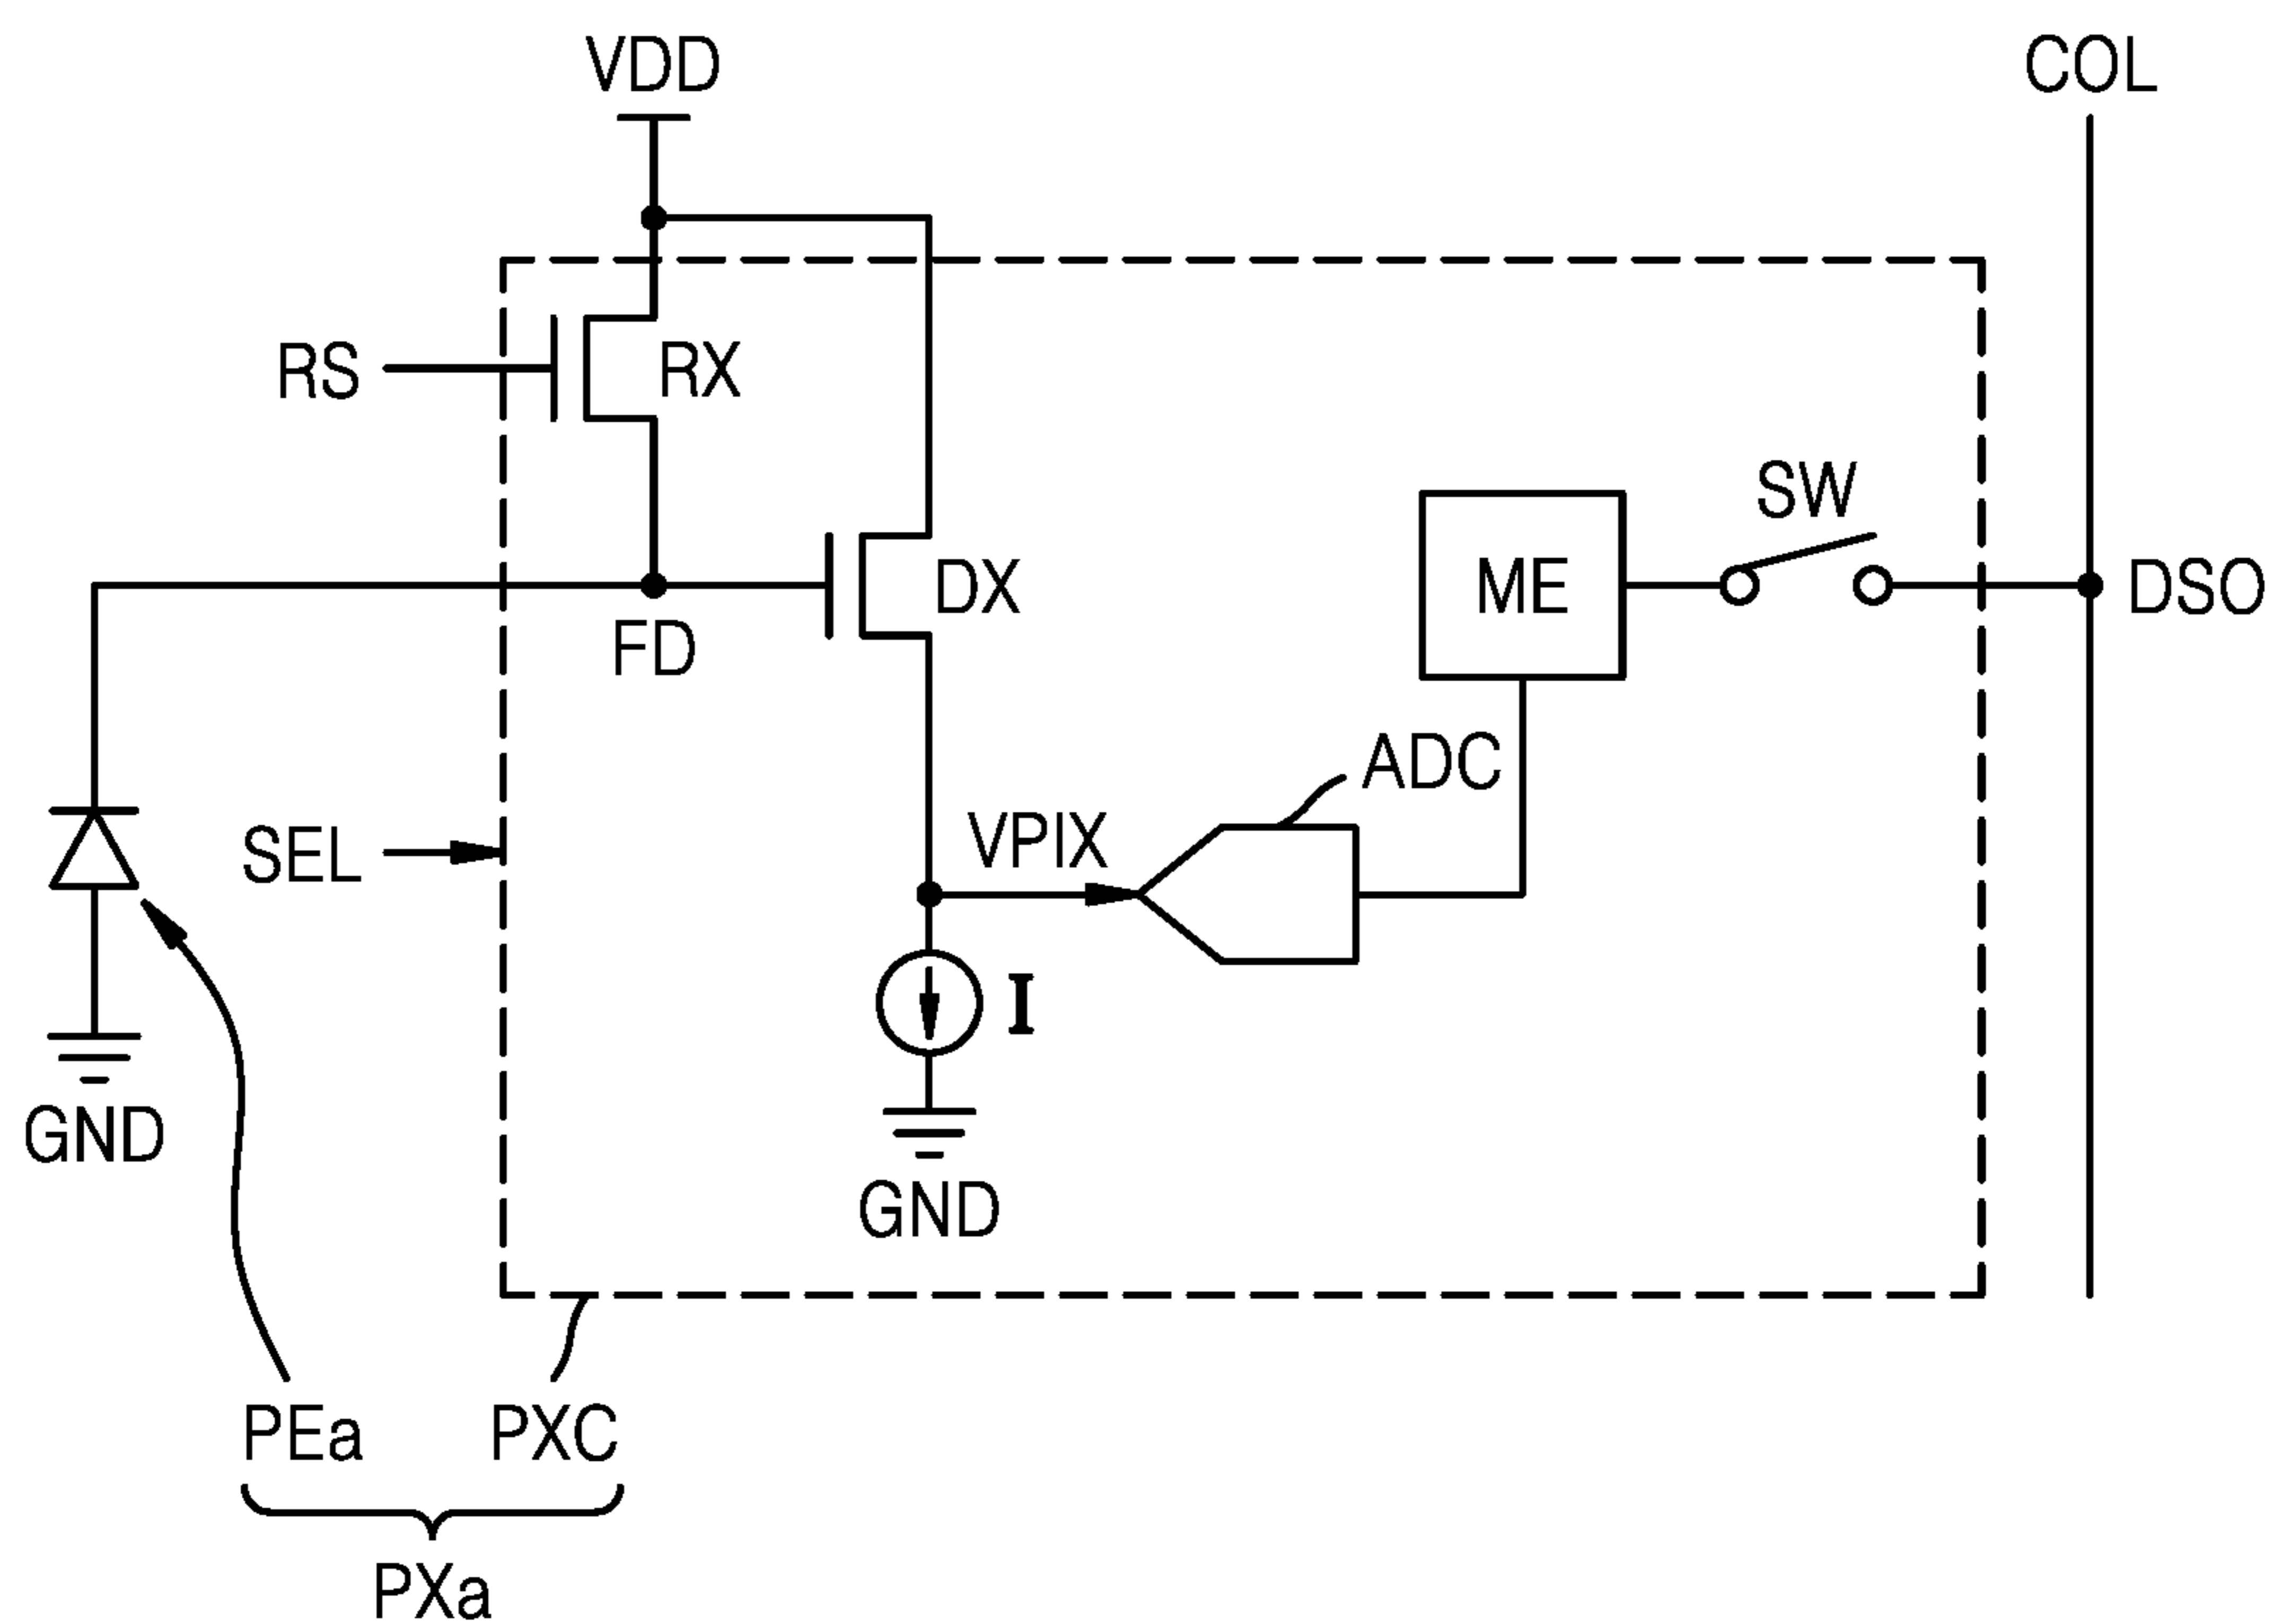 VDD
COL
RS
RX
SW
DX
ME
DSO
FD
ADC
VPIX
SEL
I
GND
GND
PEa
PXC
PXa